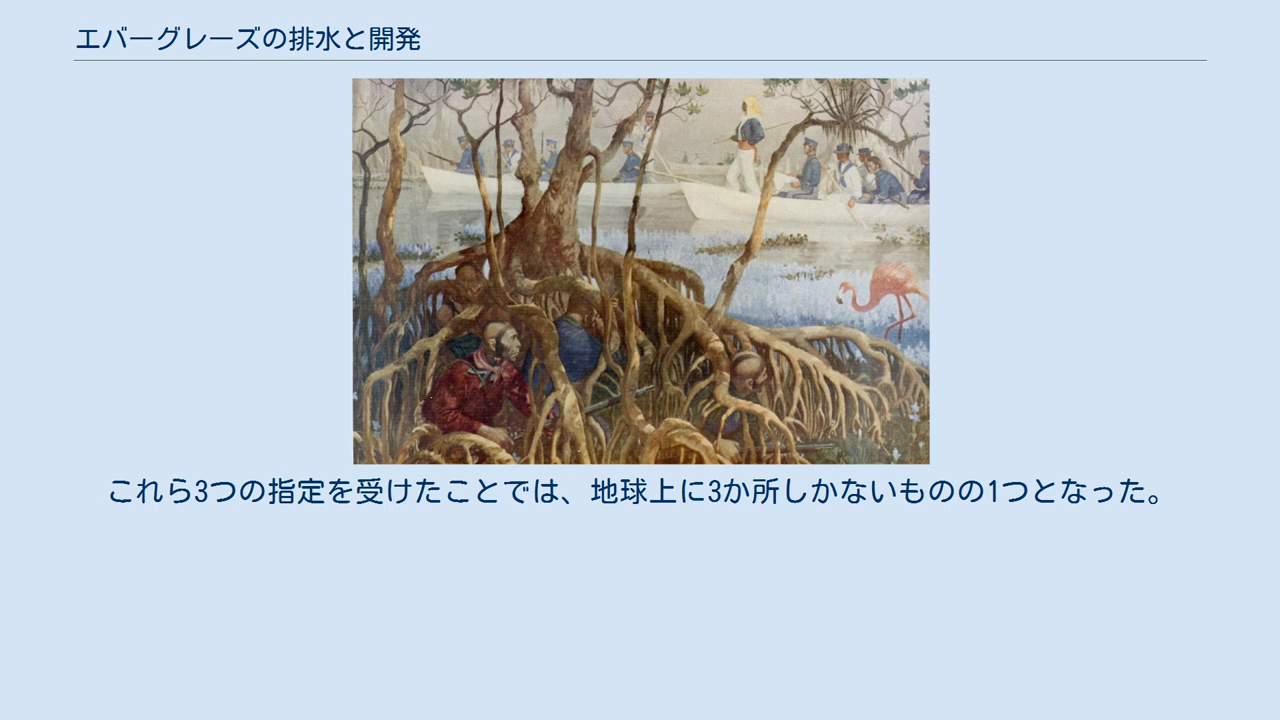 エバーグレーズの排水と開発
これら3つの指定を受けたことでは、地球上に3か所しかないものの1つとなった。